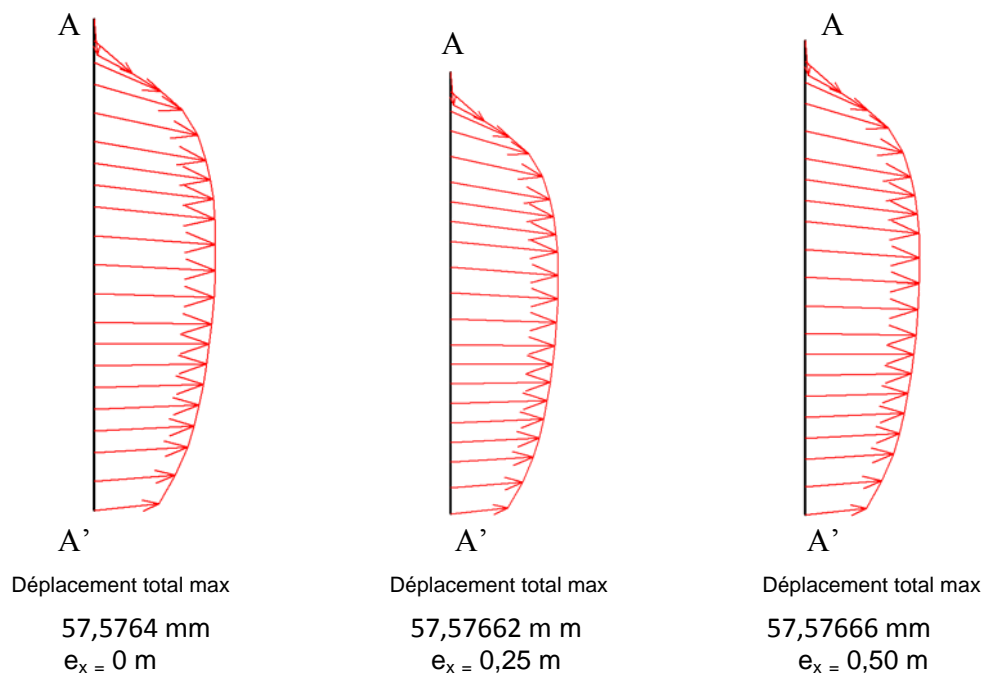 A
A
A
A’
A’
A’
Déplacement total max
Déplacement total max
Déplacement total max
57,5764 mm
57,57662 m m
57,57666 mm
ex = 0 m
ex = 0,25 m
ex = 0,50 m